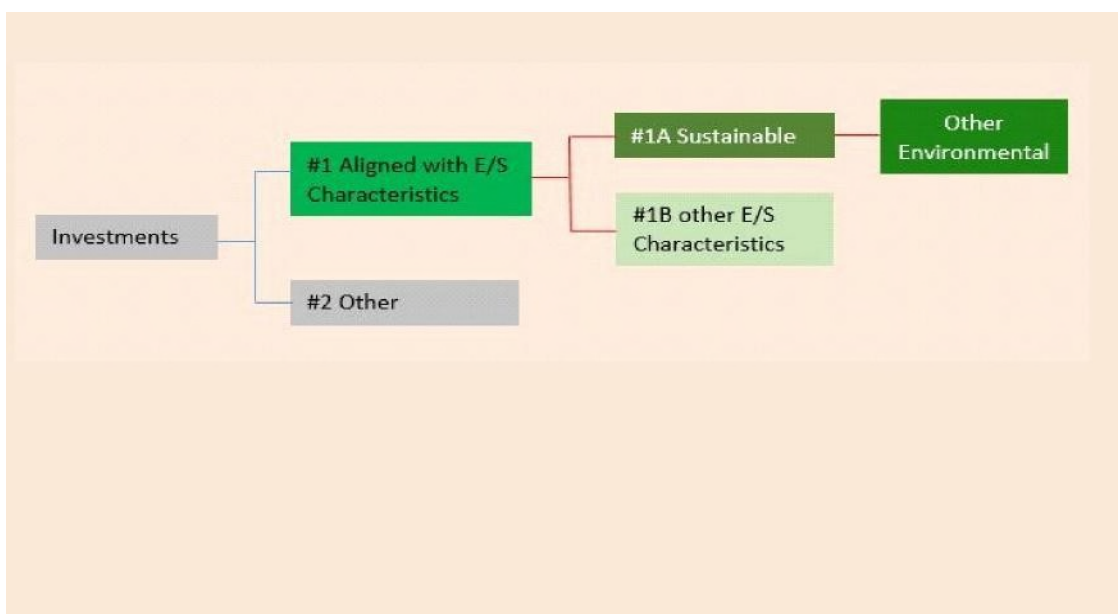 Investments
#1 Aligned with E/S
Characteristics
#2 Other
#1A Sustainable
#1B other E/S
Characteristics
Other
Environmental